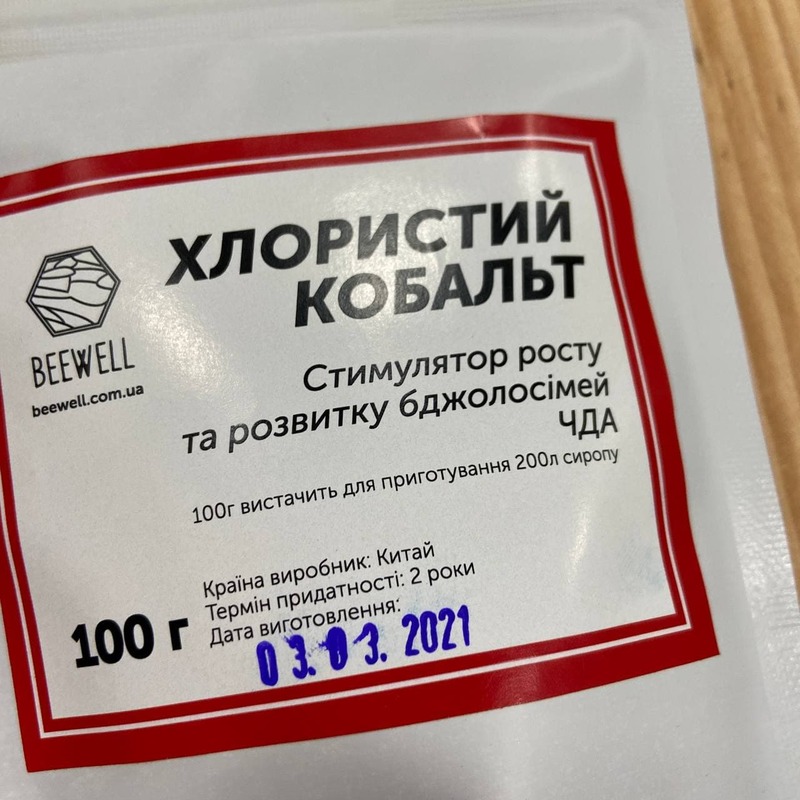 ХЛОРИСТИЙ
КОБАЛЬТ
BEEWELL
beewell.com.ua
Стимулятор росту
та розвитку бджолосімей
ЧДА
100г вистачить для приготування 200л сиропу
Країна виробник: Китай
Термін придатності: 2 роки
Дата виготовлення:
100 г
03.03.2021